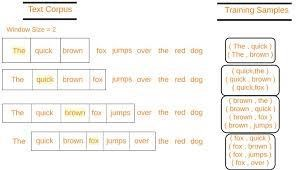 Text Corpus
Training Samples
Window Size = 2
The quick brown fox jumps over the red dog
( The , quick )
( The , brown )
The quick brown fox jumps over the red dog
( quick,the )
( quick , brown )
( quick,fox )
The quick brown fox jumps over the red dog
( brown , the )
( brown , quick )
( brown , fox )
( brown , jumps )
The quick brown fox jumps over the red dog
( fox , quick )
( fox , brown )
( fox , jumps )
( fox , over )